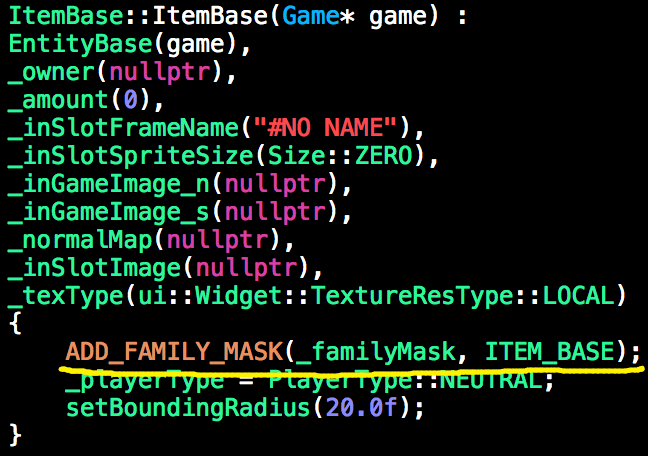 ItemBase::ItemBase(Game* game) :
EntityBase(game),
_owner(nullptr),
_amount(0),
_inSlotFrameName("#NO NAME"),
_inSlotSpriteSize(Size::ZERO),
_inGameImage_n(nullptr),
_inGameImage_s(nullptr),
_normalMap(nullptr),
_inSlotImage(nullptr),
_texType(ui::Widget::TextureResType::LOCAL)
{
ADD_FAMILY_MASK(_familyMask, ITEM_BASE);
_playerType = PlayerType::NEUTRAL;
setBoundingRadius(20.0f);
}